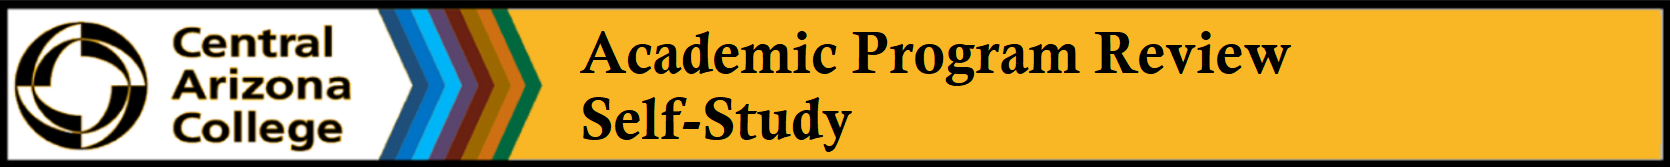 Central
Arizona
College
Academic Program Review
Self-Study